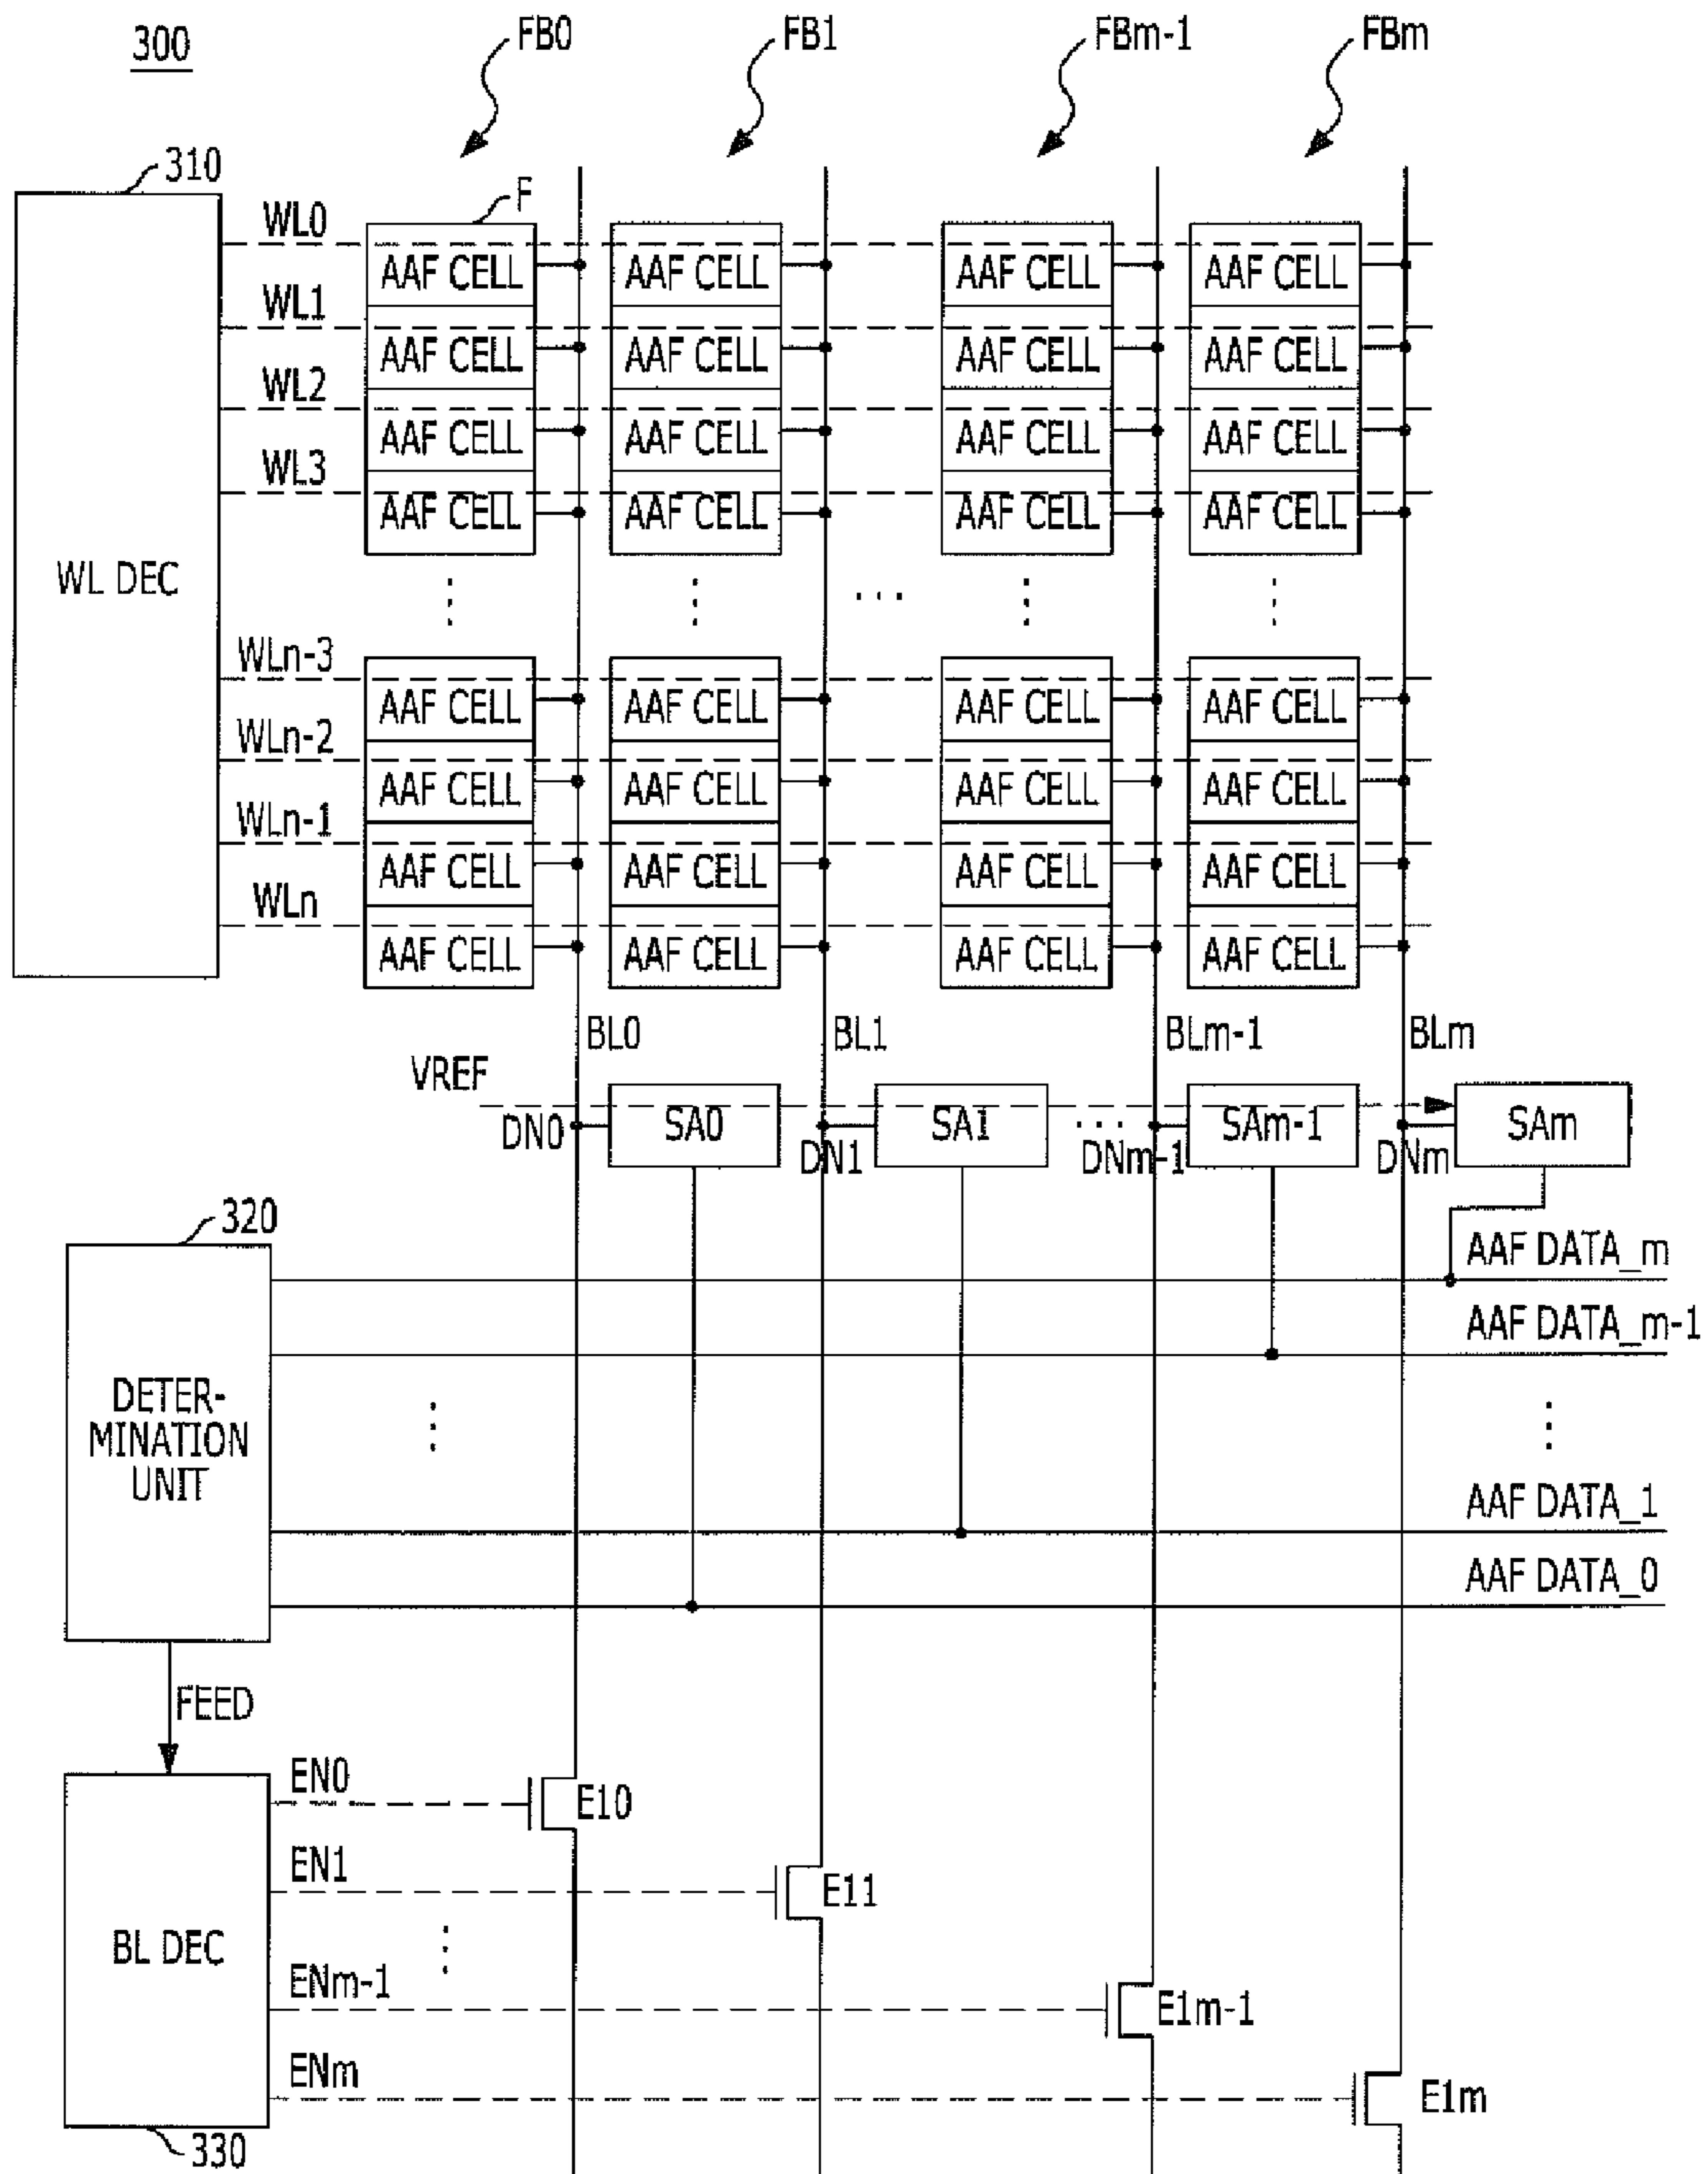 300
FB0 FB1 FBm-1 FBm
310
F
WL0
AAF CELL AAF CELL AAF CELL AAF CELL
WL1
AAF CELL AAF CELL AAF CELL AAF CELL
WL2
AAF CELL AAF CELL AAF CELL AAF CELL
WL3
AAF CELL AAF CELL AAF CELL AAF CELL
WL DEC
WLn-3
AAF CELL AAF CELL AAF CELL AAF CELL
WLn-2
AAF CELL AAF CELL AAF CELL AAF CELL
WLn-1
AAF CELL AAF CELL AAF CELL AAF CELL
WLn
AAF CELL AAF CELL AAF CELL AAF CELL
BL0 BL1 BLm-1 BLm
VREF
SA0 SA1 SAm-1 SAm
DN0 DN1 DNm-1 DNm
320
AAF DATA_m
AAF DATA_m-1
DETER-
MINATION
UNIT
AAF DATA_1
AAF DATA_0
FEED
EN0 E10
EN1 E11
BL DEC
ENm-1 E1m-1
ENm E1m
330